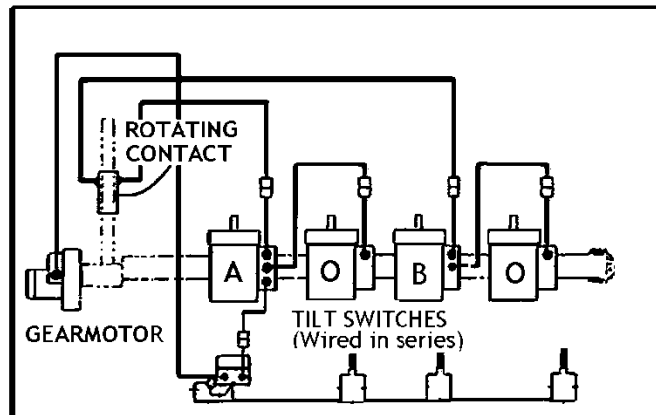 ROTATING
CONTACT
A
O
B
O
GEARMOTOR
TILT SWITCHES
(Wired in series)